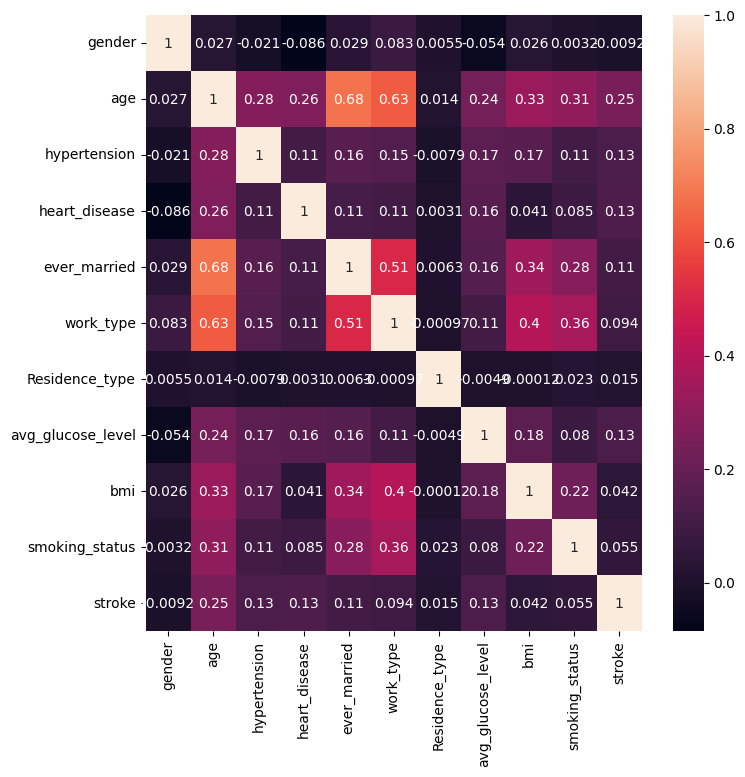 gender 1 0.027 -0.021 -0.086 0.029 0.083 0.0055 -0.054 0.026 0.0032 -0.0092
age 0.027 1 0.28 0.26 0.68 0.63 0.014 0.24 0.33 0.31 0.25
hypertension -0.021 0.28 1 0.11 0.16 0.15 -0.0079 0.17 0.17 0.11 0.13
heart_disease -0.086 0.26 0.11 1 0.11 0.11 0.0031 0.16 0.041 0.085 0.13
ever_married 0.029 0.68 0.16 0.11 1 0.51 0.0063 0.16 0.34 0.28 0.11
work_type 0.083 0.63 0.15 0.11 0.51 1 -0.00097 0.11 0.4 0.36 0.094
Residence_type 0.0055 0.014 -0.0079 0.0031 0.0063 -0.00097 1 -0.0049 -0.00012 0.023 0.015
avg_glucose_level -0.054 0.24 0.17 0.16 0.16 0.11 -0.0049 1 0.18 0.08 0.13
bmi 0.026 0.33 0.17 0.041 0.34 0.4 -0.00012 0.18 1 0.22 0.042
smoking_status 0.0032 0.31 0.11 0.085 0.28 0.36 0.023 0.08 0.22 1 0.055
stroke -0.0092 0.25 0.13 0.13 0.11 0.094 0.015 0.13 0.042 0.055 1
gender age hypertension heart_disease ever_married work_type Residence_type avg_glucose_level bmi smoking_status stroke
1.0
0.8
0.6
0.4
0.2
0.0